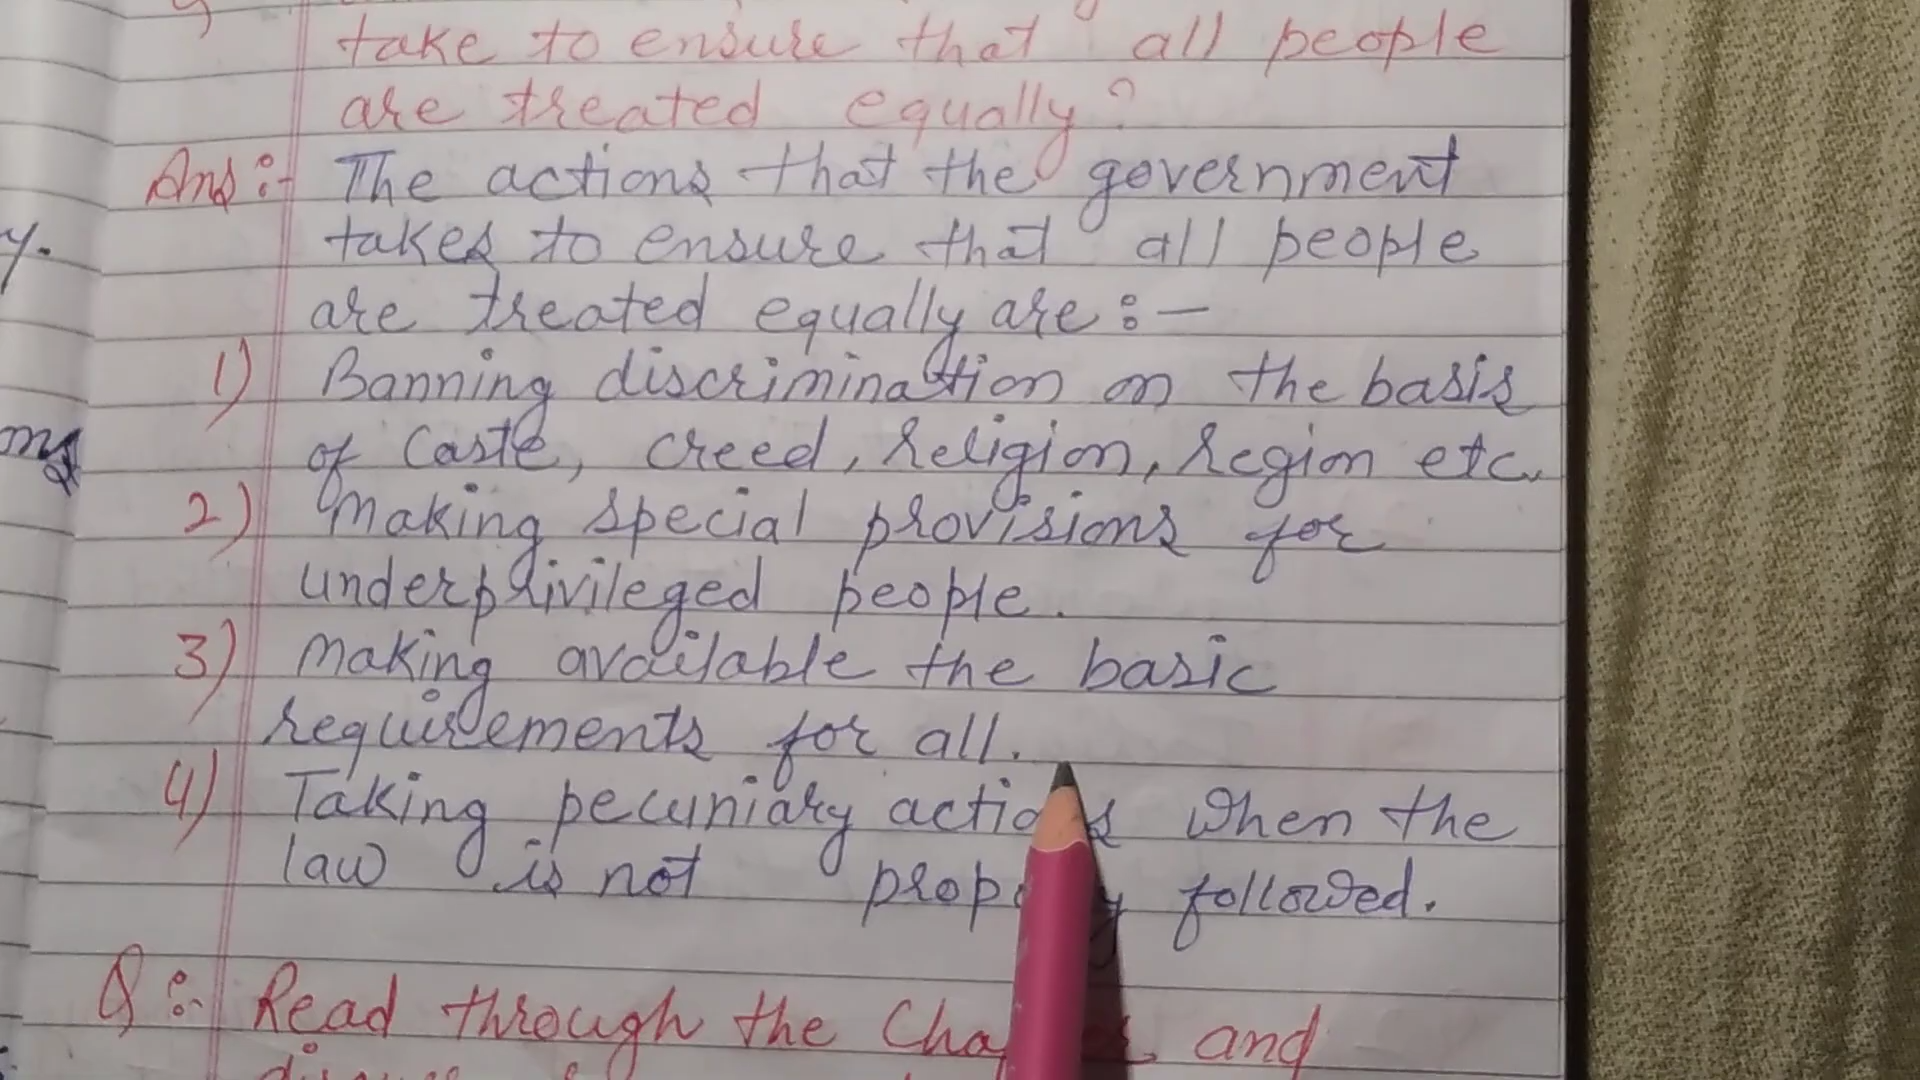 take to ensure that all people
are treated equally?
Ans:- The actions that the government
takes to ensure that all people
are treated equally are:-
1) Banning discrimination on the basis
of Caste, creed, religion, region etc.
2) Making special provisions for
underprivileged people.
3) Making available the basic
requirements for all.
4) Taking pecuniary actions when the
law is not followed.
Q:- Read through the and